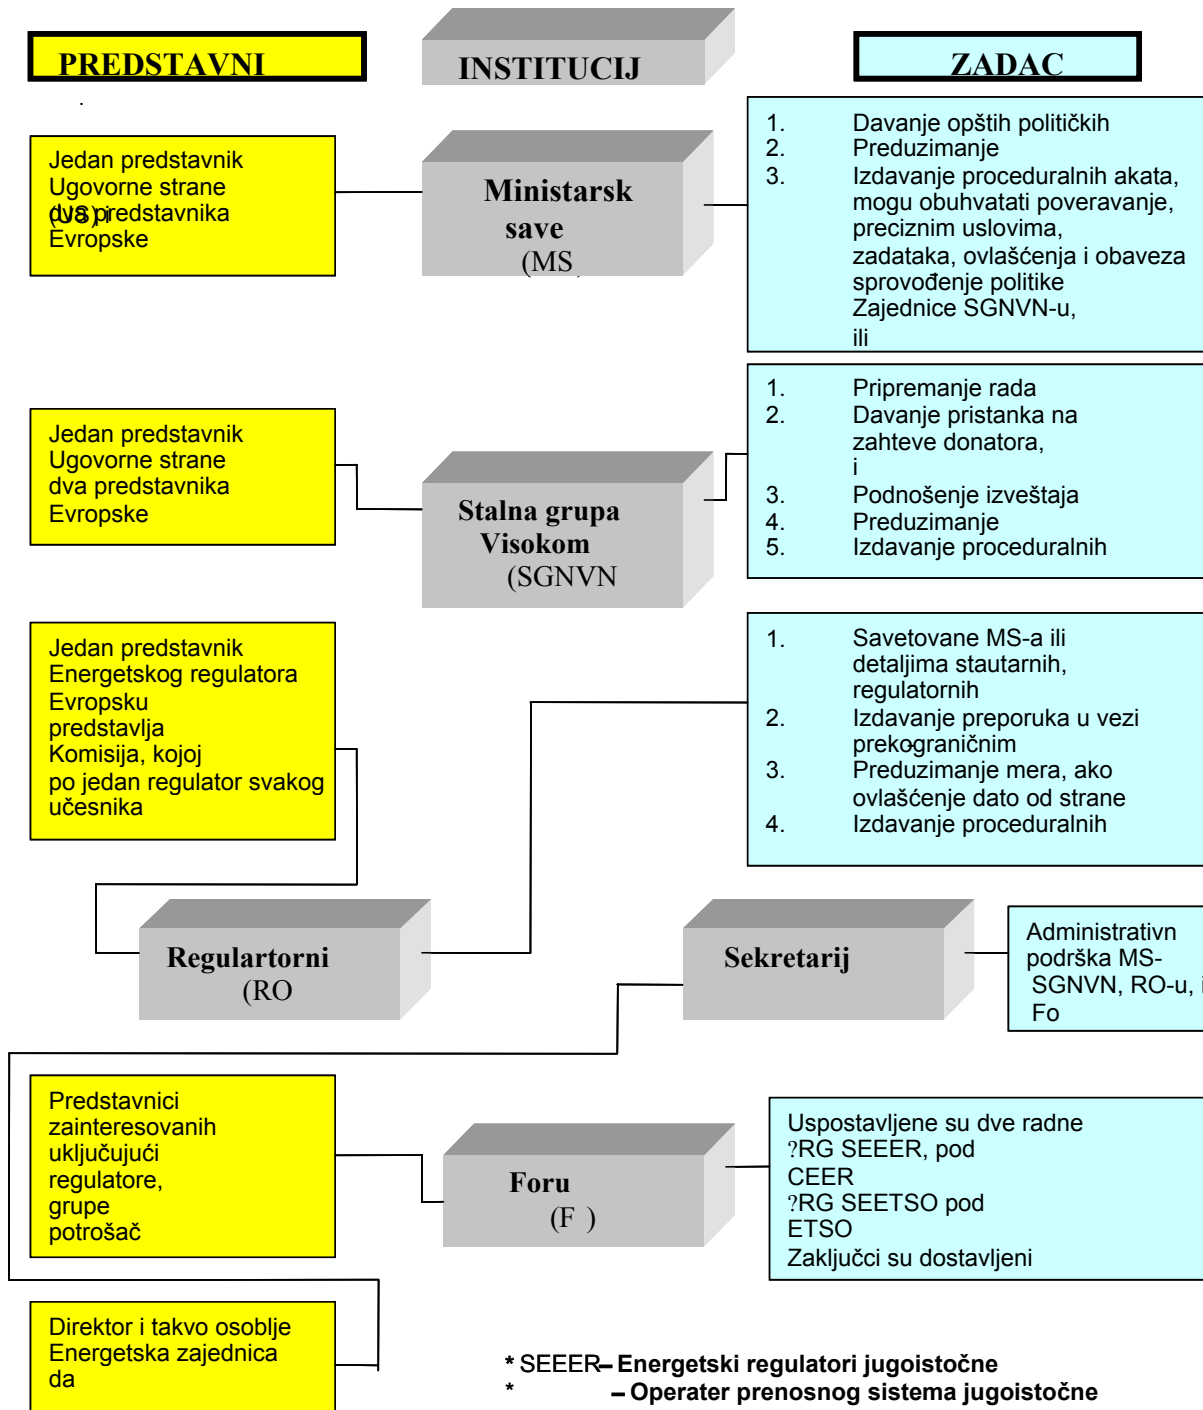 PREDSTAVNI
INSTITUCIJ
ZADAC
Jedan predstavnik
Ugovorne strane
(US) i
dva predstavnika
Evropske
Ministarsk
save
(MS
1. Davanje opštih političkih
2. Preduzimanje
3. Izdavanje proceduralnih akata,
mogu obuhvatati poveravanje,
preciznim uslovima,
zadataka, ovlašćenja i obaveza
sprovođenje politike
Zajednice SGNVN-u,
ili
Jedan predstavnik
Ugovorne strane
dva predstavnika
Evropske
Stalna grupa
Visokom
(SGNVN
1. Pripremanje rada
2. Davanje pristanka na
zahteve donatora,
i
3. Podnošenje izveštaja
4. Preduzimanje
5. Izdavanje proceduralnih
Jedan predstavnik
Energetskog regulatora
Evropsku
predstavlja
Komisija, kojoj
po jedan regulator svakog
učesnika
1. Savetovane MS-a ili
detaljima stautarnih,
regulatornih
2. Izdavanje preporuka u vezi
prekograničnim
3. Preduzimanje mera, ako
ovlašćenje dato od strane
4. Izdavanje proceduralnih
Regulartorni
(RO
Sekretarij
Administrativn
podrška MS-
SGNVN, RO-u, i
Fo
Predstavnici
zainteresovanih
uključujući
regulatore,
grupe
potrošač
Foru
(F )
Uspostavljene su dve radne
?RG SEEER, pod
CEER
?RG SEETSO pod
ETSO
Zaključci su dostavljeni
Direktor i takvo osoblje
Energetska zajednica
da
* SEEER– Energetski regulatori jugoistočne
* – Operater prenosnog sistema jugoistočne